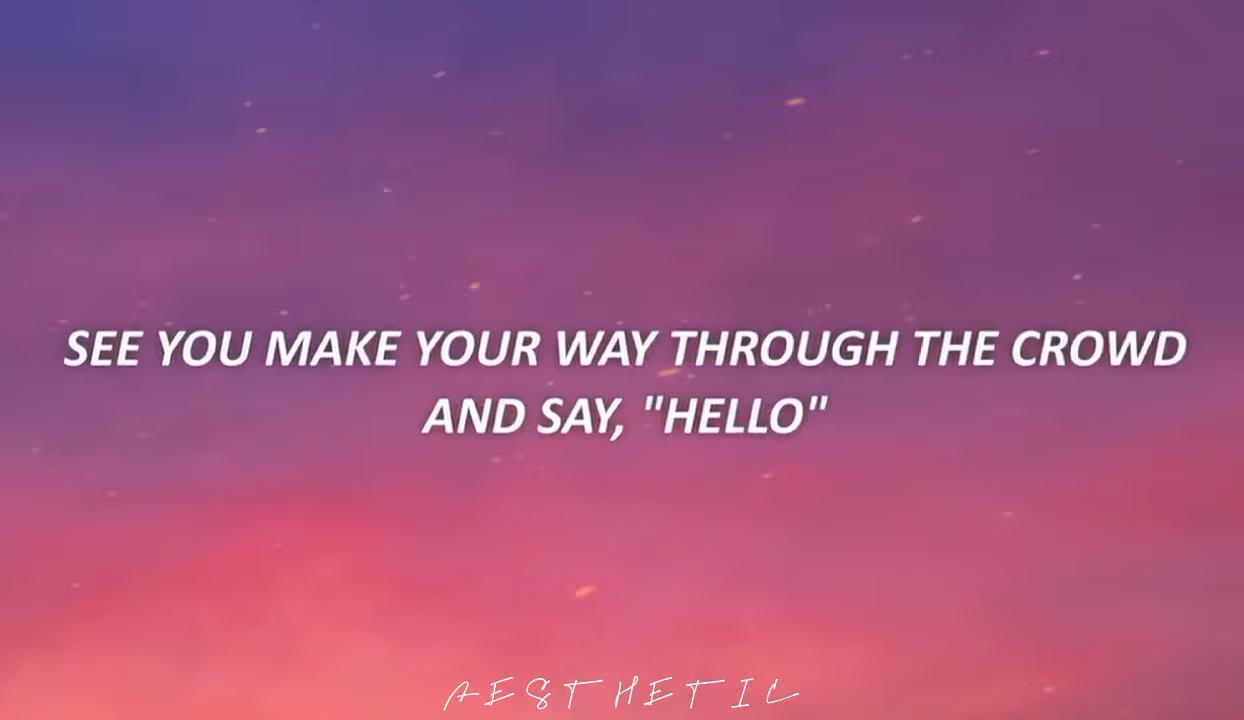 SEE YOU MAKE YOUR WAY THROUGH THE CROWD
AND SAY, "HELLO"
AESTHETIC